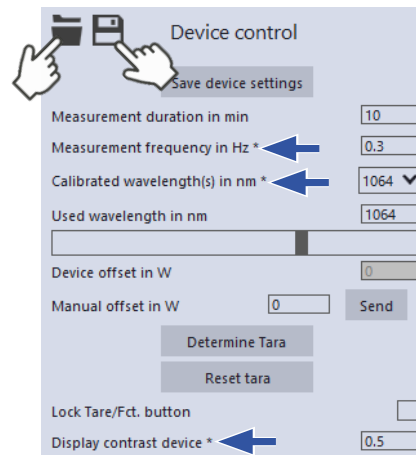 Device control
Save device settings
Measurement duration in min 10
Measurement frequency in Hz * 0.3
Calibrated wavelength(s) in nm * 1064
Used wavelength in nm 1064
Device offset in W 0
Manual offset in W 0 Send
Determine Tara
Reset tara
Lock Tare/Fct. button
Display contrast device * 0.5